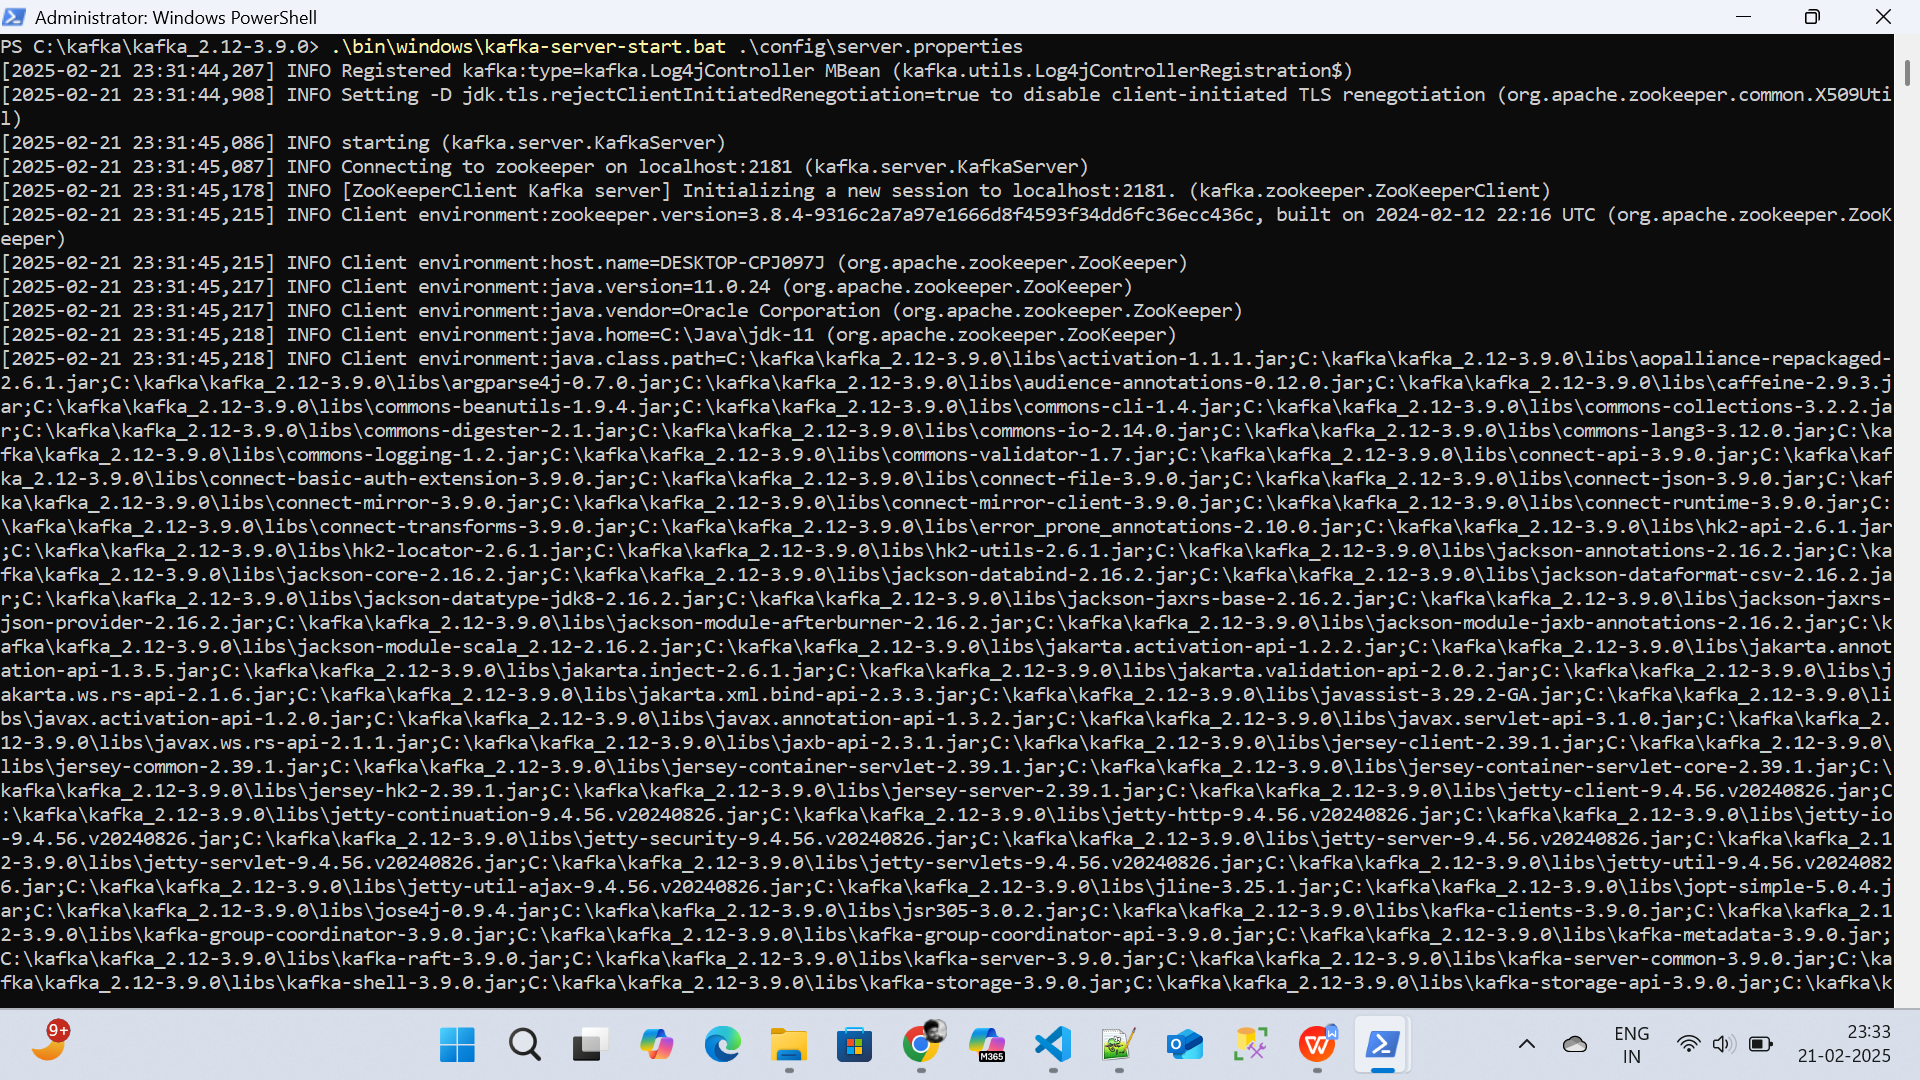 Administrator: Windows PowerShell
PS C:\kafka\kafka_2.12-3.9.0> .\bin\windows\kafka-server-start.bat .\config\server.properties
[2025-02-21 23:31:44,207] INFO Registered kafka:type=kafka.Log4jController MBean (kafka.utils.Log4jControllerRegistration$)
[2025-02-21 23:31:44,908] INFO Setting -D jdk.tls.rejectClientInitiatedRenegotiation=true to disable client-initiated TLS renegotiation (org.apache.zookeeper.common.X509Uti
l)
[2025-02-21 23:31:45,086] INFO starting (kafka.server.KafkaServer)
[2025-02-21 23:31:45,087] INFO Connecting to zookeeper on localhost:2181 (kafka.server.KafkaServer)
[2025-02-21 23:31:45,178] INFO [ZooKeeperClient Kafka server] Initializing a new session to localhost:2181. (kafka.zookeeper.ZooKeeperClient)
[2025-02-21 23:31:45,215] INFO Client environment:zookeeper.version=3.8.4-9316c2a7a97e1666d8f4593f34dd6fc36ecc436c, built on 2024-02-12 22:16 UTC (org.apache.zookeeper.ZooK
eeper)
[2025-02-21 23:31:45,215] INFO Client environment:host.name=DESKTOP-CPJ097J (org.apache.zookeeper.ZooKeeper)
[2025-02-21 23:31:45,217] INFO Client environment:java.version=11.0.24 (org.apache.zookeeper.ZooKeeper)
[2025-02-21 23:31:45,217] INFO Client environment:java.vendor=Oracle Corporation (org.apache.zookeeper.ZooKeeper)
[2025-02-21 23:31:45,218] INFO Client environment:java.home=C:\Java\jdk-11 (org.apache.zookeeper.ZooKeeper)
[2025-02-21 23:31:45,218] INFO Client environment:java.class.path=C:\kafka\kafka_2.12-3.9.0\libs\activation-1.1.1.jar;C:\kafka\kafka_2.12-3.9.0\libs\aopalliance-repackaged-
2.6.1.jar;C:\kafka\kafka_2.12-3.9.0\libs\argparse4j-0.7.0.jar;C:\kafka\kafka_2.12-3.9.0\libs\audience-annotations-0.12.0.jar;C:\kafka\kafka_2.12-3.9.0\libs\caffeine-2.9.3.j
ar;C:\kafka\kafka_2.12-3.9.0\libs\commons-beanutils-1.9.4.jar;C:\kafka\kafka_2.12-3.9.0\libs\commons-cli-1.4.jar;C:\kafka\kafka_2.12-3.9.0\libs\commons-collections-3.2.2.ja
r;C:\kafka\kafka_2.12-3.9.0\libs\commons-digester-2.1.jar;C:\kafka\kafka_2.12-3.9.0\libs\commons-io-2.14.0.jar;C:\kafka\kafka_2.12-3.9.0\libs\commons-lang3-3.12.0.jar;C:\ka
fka\kafka_2.12-3.9.0\libs\commons-logging-1.2.jar;C:\kafka\kafka_2.12-3.9.0\libs\commons-validator-1.7.jar;C:\kafka\kafka_2.12-3.9.0\libs\connect-api-3.9.0.jar;C:\kafka\kaf
ka_2.12-3.9.0\libs\connect-basic-auth-extension-3.9.0.jar;C:\kafka\kafka_2.12-3.9.0\libs\connect-file-3.9.0.jar;C:\kafka\kafka_2.12-3.9.0\libs\connect-json-3.9.0.jar;C:\kaf
ka\kafka_2.12-3.9.0\libs\connect-mirror-3.9.0.jar;C:\kafka\kafka_2.12-3.9.0\libs\connect-mirror-client-3.9.0.jar;C:\kafka\kafka_2.12-3.9.0\libs\connect-runtime-3.9.0.jar;C:
\kafka\kafka_2.12-3.9.0\libs\connect-transforms-3.9.0.jar;C:\kafka\kafka_2.12-3.9.0\libs\error_prone_annotations-2.10.0.jar;C:\kafka\kafka_2.12-3.9.0\libs\hk2-api-2.6.1.jar
;C:\kafka\kafka_2.12-3.9.0\libs\hk2-locator-2.6.1.jar;C:\kafka\kafka_2.12-3.9.0\libs\hk2-utils-2.6.1.jar;C:\kafka\kafka_2.12-3.9.0\libs\jackson-annotations-2.16.2.jar;C:\ka
fka\kafka_2.12-3.9.0\libs\jackson-core-2.16.2.jar;C:\kafka\kafka_2.12-3.9.0\libs\jackson-databind-2.16.2.jar;C:\kafka\kafka_2.12-3.9.0\libs\jackson-dataformat-csv-2.16.2.ja
r;C:\kafka\kafka_2.12-3.9.0\libs\jackson-datatype-jdk8-2.16.2.jar;C:\kafka\kafka_2.12-3.9.0\libs\jackson-jaxrs-base-2.16.2.jar;C:\kafka\kafka_2.12-3.9.0\libs\jackson-jaxrs-
json-provider-2.16.2.jar;C:\kafka\kafka_2.12-3.9.0\libs\jackson-module-afterburner-2.16.2.jar;C:\kafka\kafka_2.12-3.9.0\libs\jackson-module-jaxb-annotations-2.16.2.jar;C:\k
afka\kafka_2.12-3.9.0\libs\jackson-module-scala_2.12-2.16.2.jar;C:\kafka\kafka_2.12-3.9.0\libs\jakarta.activation-api-1.2.2.jar;C:\kafka\kafka_2.12-3.9.0\libs\jakarta.annot
ation-api-1.3.5.jar;C:\kafka\kafka_2.12-3.9.0\libs\jakarta.inject-2.6.1.jar;C:\kafka\kafka_2.12-3.9.0\libs\jakarta.validation-api-2.0.2.jar;C:\kafka\kafka_2.12-3.9.0\libs\j
akarta.ws.rs-api-2.1.6.jar;C:\kafka\kafka_2.12-3.9.0\libs\jakarta.xml.bind-api-2.3.3.jar;C:\kafka\kafka_2.12-3.9.0\libs\javassist-3.29.2-GA.jar;C:\kafka\kafka_2.12-3.9.0\li
bs\javax.activation-api-1.2.0.jar;C:\kafka\kafka_2.12-3.9.0\libs\javax.annotation-api-1.3.2.jar;C:\kafka\kafka_2.12-3.9.0\libs\javax.servlet-api-3.1.0.jar;C:\kafka\kafka_2.
12-3.9.0\libs\javax.ws.rs-api-2.1.1.jar;C:\kafka\kafka_2.12-3.9.0\libs\jaxb-api-2.3.1.jar;C:\kafka\kafka_2.12-3.9.0\libs\jersey-client-2.39.1.jar;C:\kafka\kafka_2.12-3.9.0\
libs\jersey-common-2.39.1.jar;C:\kafka\kafka_2.12-3.9.0\libs\jersey-container-servlet-2.39.1.jar;C:\kafka\kafka_2.12-3.9.0\libs\jersey-container-servlet-core-2.39.1.jar;C:\
kafka\kafka_2.12-3.9.0\libs\jersey-hk2-2.39.1.jar;C:\kafka\kafka_2.12-3.9.0\libs\jersey-server-2.39.1.jar;C:\kafka\kafka_2.12-3.9.0\libs\jetty-client-9.4.56.v20240826.jar;C
:\kafka\kafka_2.12-3.9.0\libs\jetty-continuation-9.4.56.v20240826.jar;C:\kafka\kafka_2.12-3.9.0\libs\jetty-http-9.4.56.v20240826.jar;C:\kafka\kafka_2.12-3.9.0\libs\jetty-io
-9.4.56.v20240826.jar;C:\kafka\kafka_2.12-3.9.0\libs\jetty-security-9.4.56.v20240826.jar;C:\kafka\kafka_2.12-3.9.0\libs\jetty-server-9.4.56.v20240826.jar;C:\kafka\kafka_2.1
2-3.9.0\libs\jetty-servlet-9.4.56.v20240826.jar;C:\kafka\kafka_2.12-3.9.0\libs\jetty-servlets-9.4.56.v20240826.jar;C:\kafka\kafka_2.12-3.9.0\libs\jetty-util-9.4.56.v2024082
6.jar;C:\kafka\kafka_2.12-3.9.0\libs\jetty-util-ajax-9.4.56.v20240826.jar;C:\kafka\kafka_2.12-3.9.0\libs\jline-3.25.1.jar;C:\kafka\kafka_2.12-3.9.0\libs\jopt-simple-5.0.4.j
ar;C:\kafka\kafka_2.12-3.9.0\libs\jose4j-0.9.4.jar;C:\kafka\kafka_2.12-3.9.0\libs\jsr305-3.0.2.jar;C:\kafka\kafka_2.12-3.9.0\libs\kafka-clients-3.9.0.jar;C:\kafka\kafka_2.1
2-3.9.0\libs\kafka-group-coordinator-3.9.0.jar;C:\kafka\kafka_2.12-3.9.0\libs\kafka-group-coordinator-api-3.9.0.jar;C:\kafka\kafka_2.12-3.9.0\libs\kafka-metadata-3.9.0.jar;
C:\kafka\kafka_2.12-3.9.0\libs\kafka-raft-3.9.0.jar;C:\kafka\kafka_2.12-3.9.0\libs\kafka-server-3.9.0.jar;C:\kafka\kafka_2.12-3.9.0\libs\kafka-server-common-3.9.0.jar;C:\ka
fka\kafka_2.12-3.9.0\libs\kafka-shell-3.9.0.jar;C:\kafka\kafka_2.12-3.9.0\libs\kafka-storage-3.9.0.jar;C:\kafka\kafka_2.12-3.9.0\libs\kafka-storage-api-3.9.0.jar;C:\kafka\k
9+
M365
ENG
IN
23:33
21-02-2025